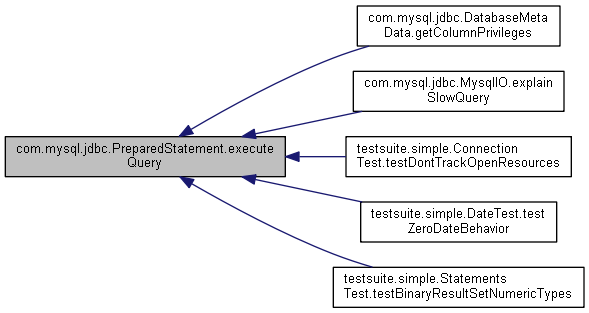 com.mysql.jdbc.DatabaseMeta
Data.getColumnPrivileges
com.mysql.jdbc.MysqlIO.explain
SlowQuery
com.mysql.jdbc.PreparedStatement.execute
Query
testsuite.simple.Connection
Test.testDontTrackOpenResources
testsuite.simple.DateTest.test
ZeroDateBehavior
testsuite.simple.Statements
Test.testBinaryResultSetNumericTypes